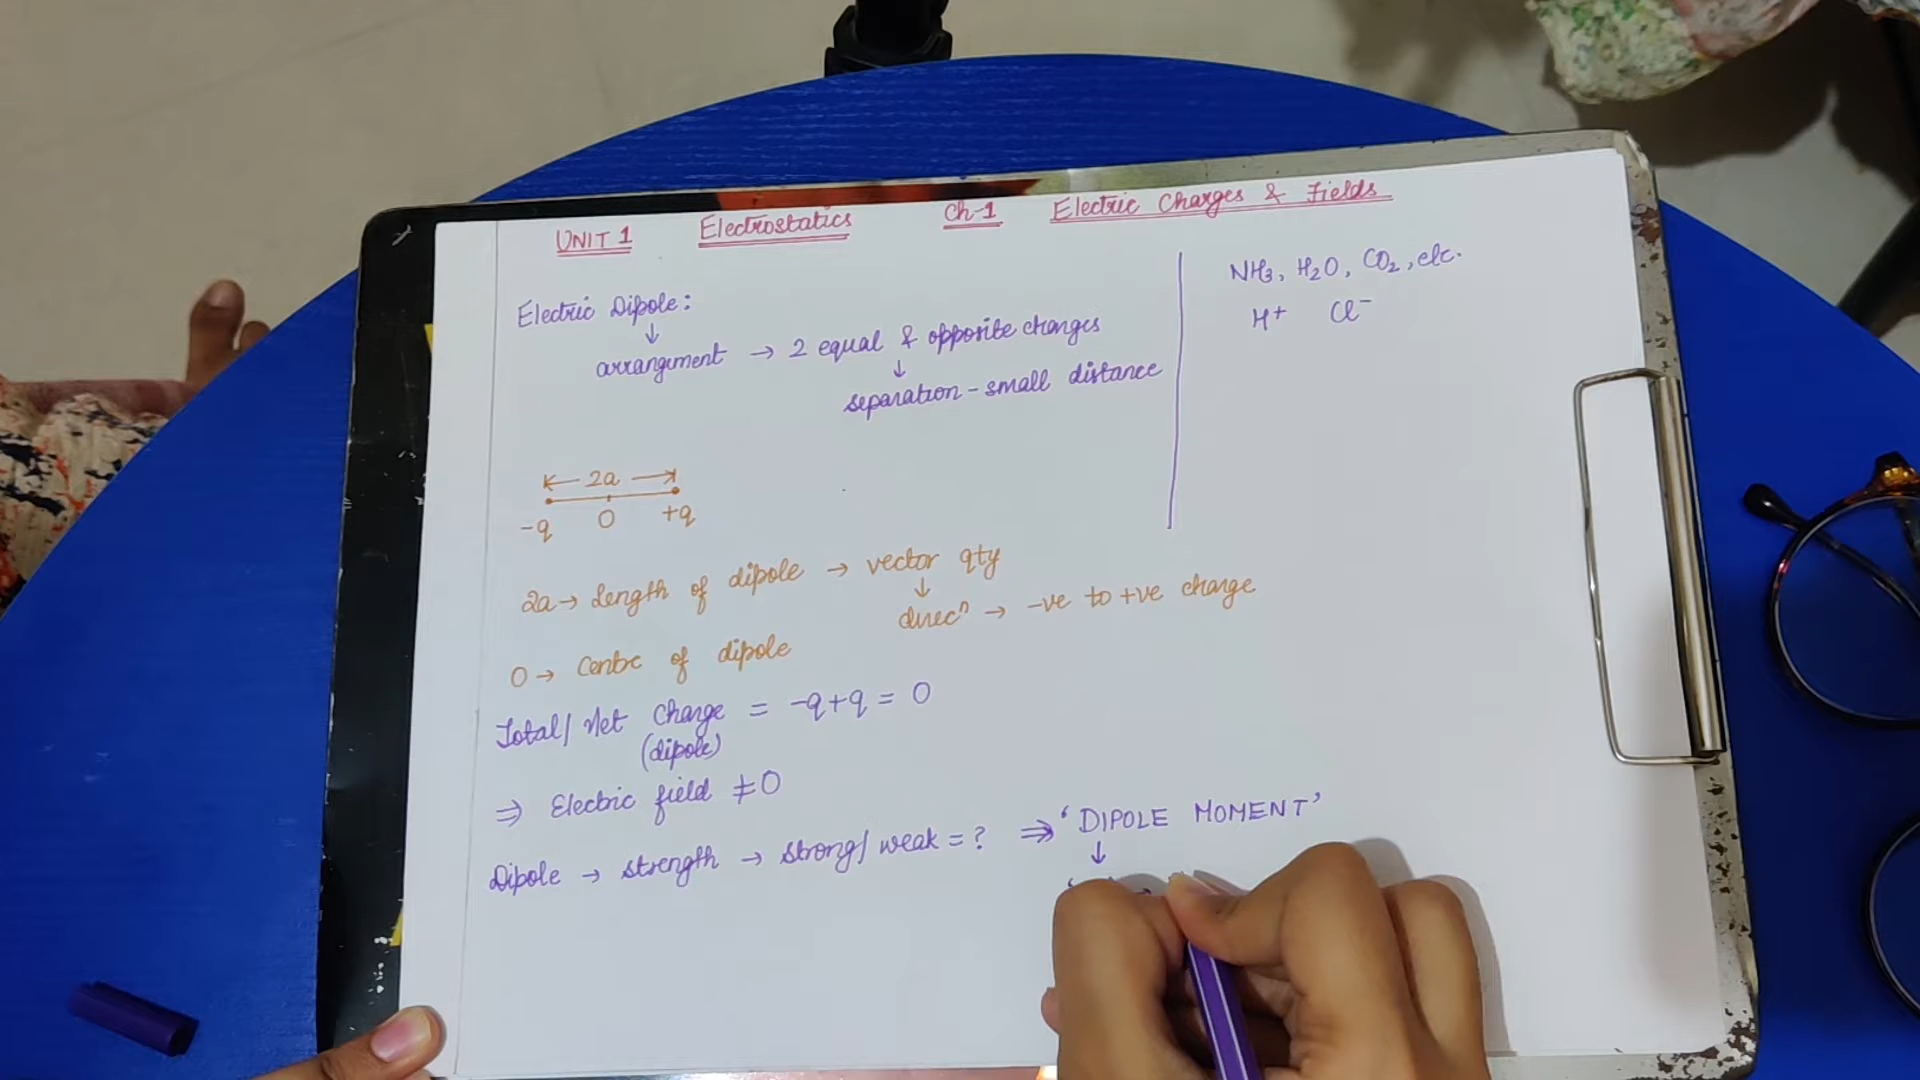 UNIT 1 Electrostatics Ch-1 Electric Charges & Fields
Electric Dipole:
↓
arrangement → 2 equal & opposite charges
↓
separation - small distance
NH3, H2O, CO2, etc.
H+ Cl-
2a
-q O +q
2a → Length of dipole → vector qty
↓
direcn → -ve to +ve charge
O → Centre of dipole
Total/ Net Charge = -q+q = 0
(dipole)
⇒ Electric field ≠ 0
Dipole → strength → strong/ weak = ? ⇒ 'DIPOLE MOMENT'
↓